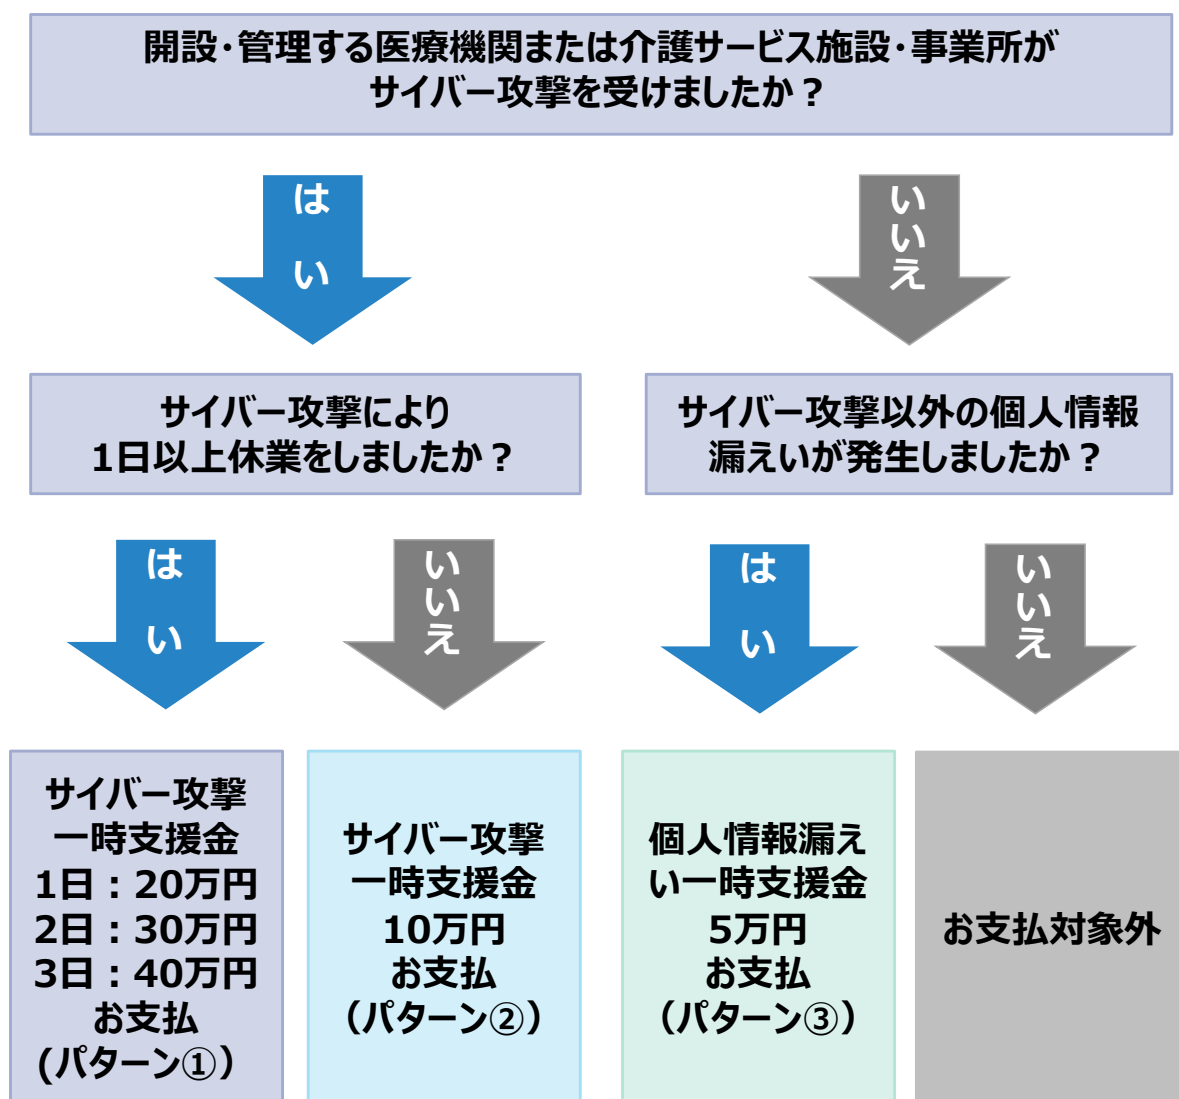 開設・管理する医療機関または介護サービス施設・事業所が
サイバー攻撃を受けましたか？
はい
いいえ
サイバー攻撃により
1日以上休業をしましたか？
サイバー攻撃以外の個人情報
漏えいが発生しましたか？
はい
いいえ
はい
いいえ
サイバー攻撃
一時支援金
1日：20万円
2日：30万円
3日：40万円
お支払
(パターン①）
サイバー攻撃
一時支援金
10万円
お支払
（パターン②）
個人情報漏え
い一時支援金
5万円
お支払
（パターン③）
お支払対象外